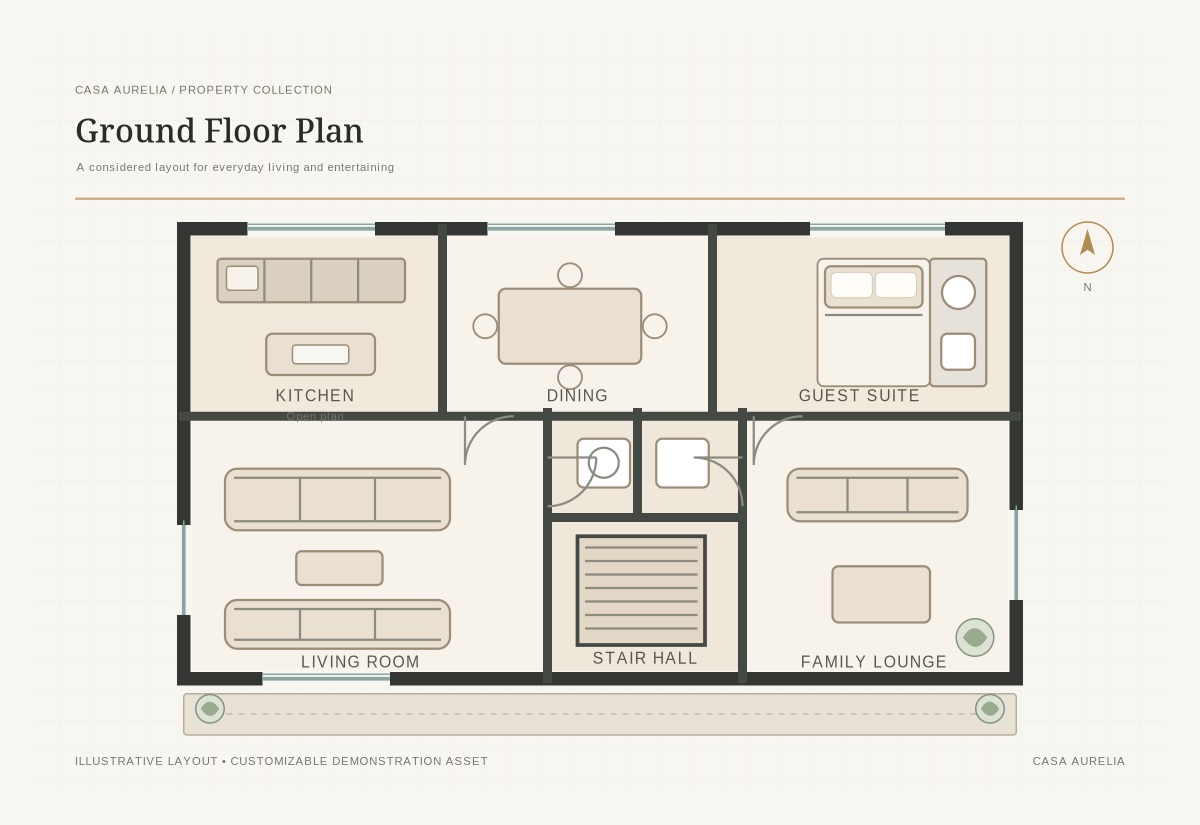 CASA AURELIA / PROPERTY COLLECTION
Ground Floor Plan
A considered layout for everyday living and entertaining
N
KITCHEN
Open plan
DINING
GUEST SUITE
LIVING ROOM
STAIR HALL
FAMILY LOUNGE
ILLUSTRATIVE LAYOUT • CUSTOMIZABLE DEMONSTRATION ASSET
CASA AURELIA